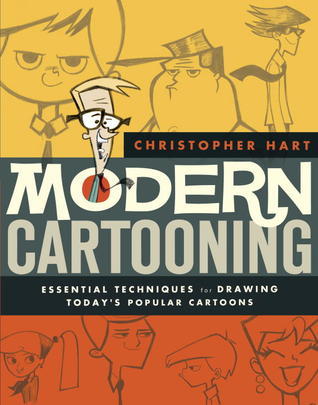 CHRISTOPHER HART
MODERN
CARTOONING
ESSENTIAL TECHNIQUES for DRAWING
TODAY'S POPULAR CARTOONS